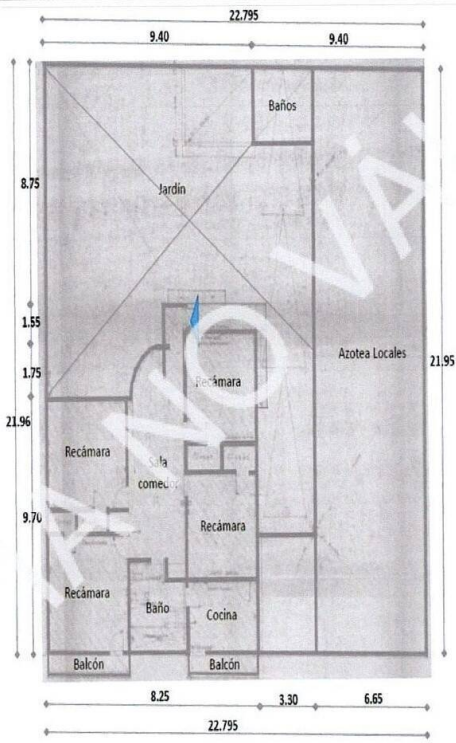 22.795
9.40
9.40
Baños
8.75
Jardín
1.55
Recámara
Azotea Locales
1.75
21.95
21.96
Recámara
Sala
comedor
9.70
Recámara
Recámara
Baño
Cocina
Balcón
Balcón
8.25
3.30
6.65
22.795